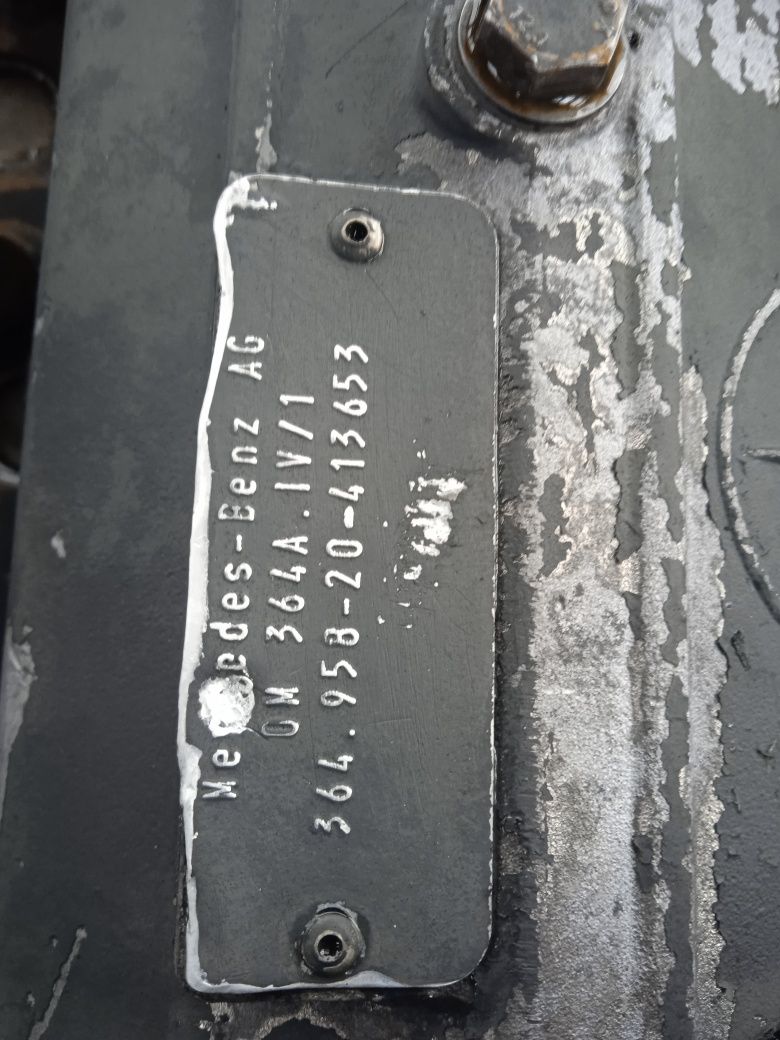 Mercedes-Benz AG
OM 364A.IV/1
364.958-20-413653